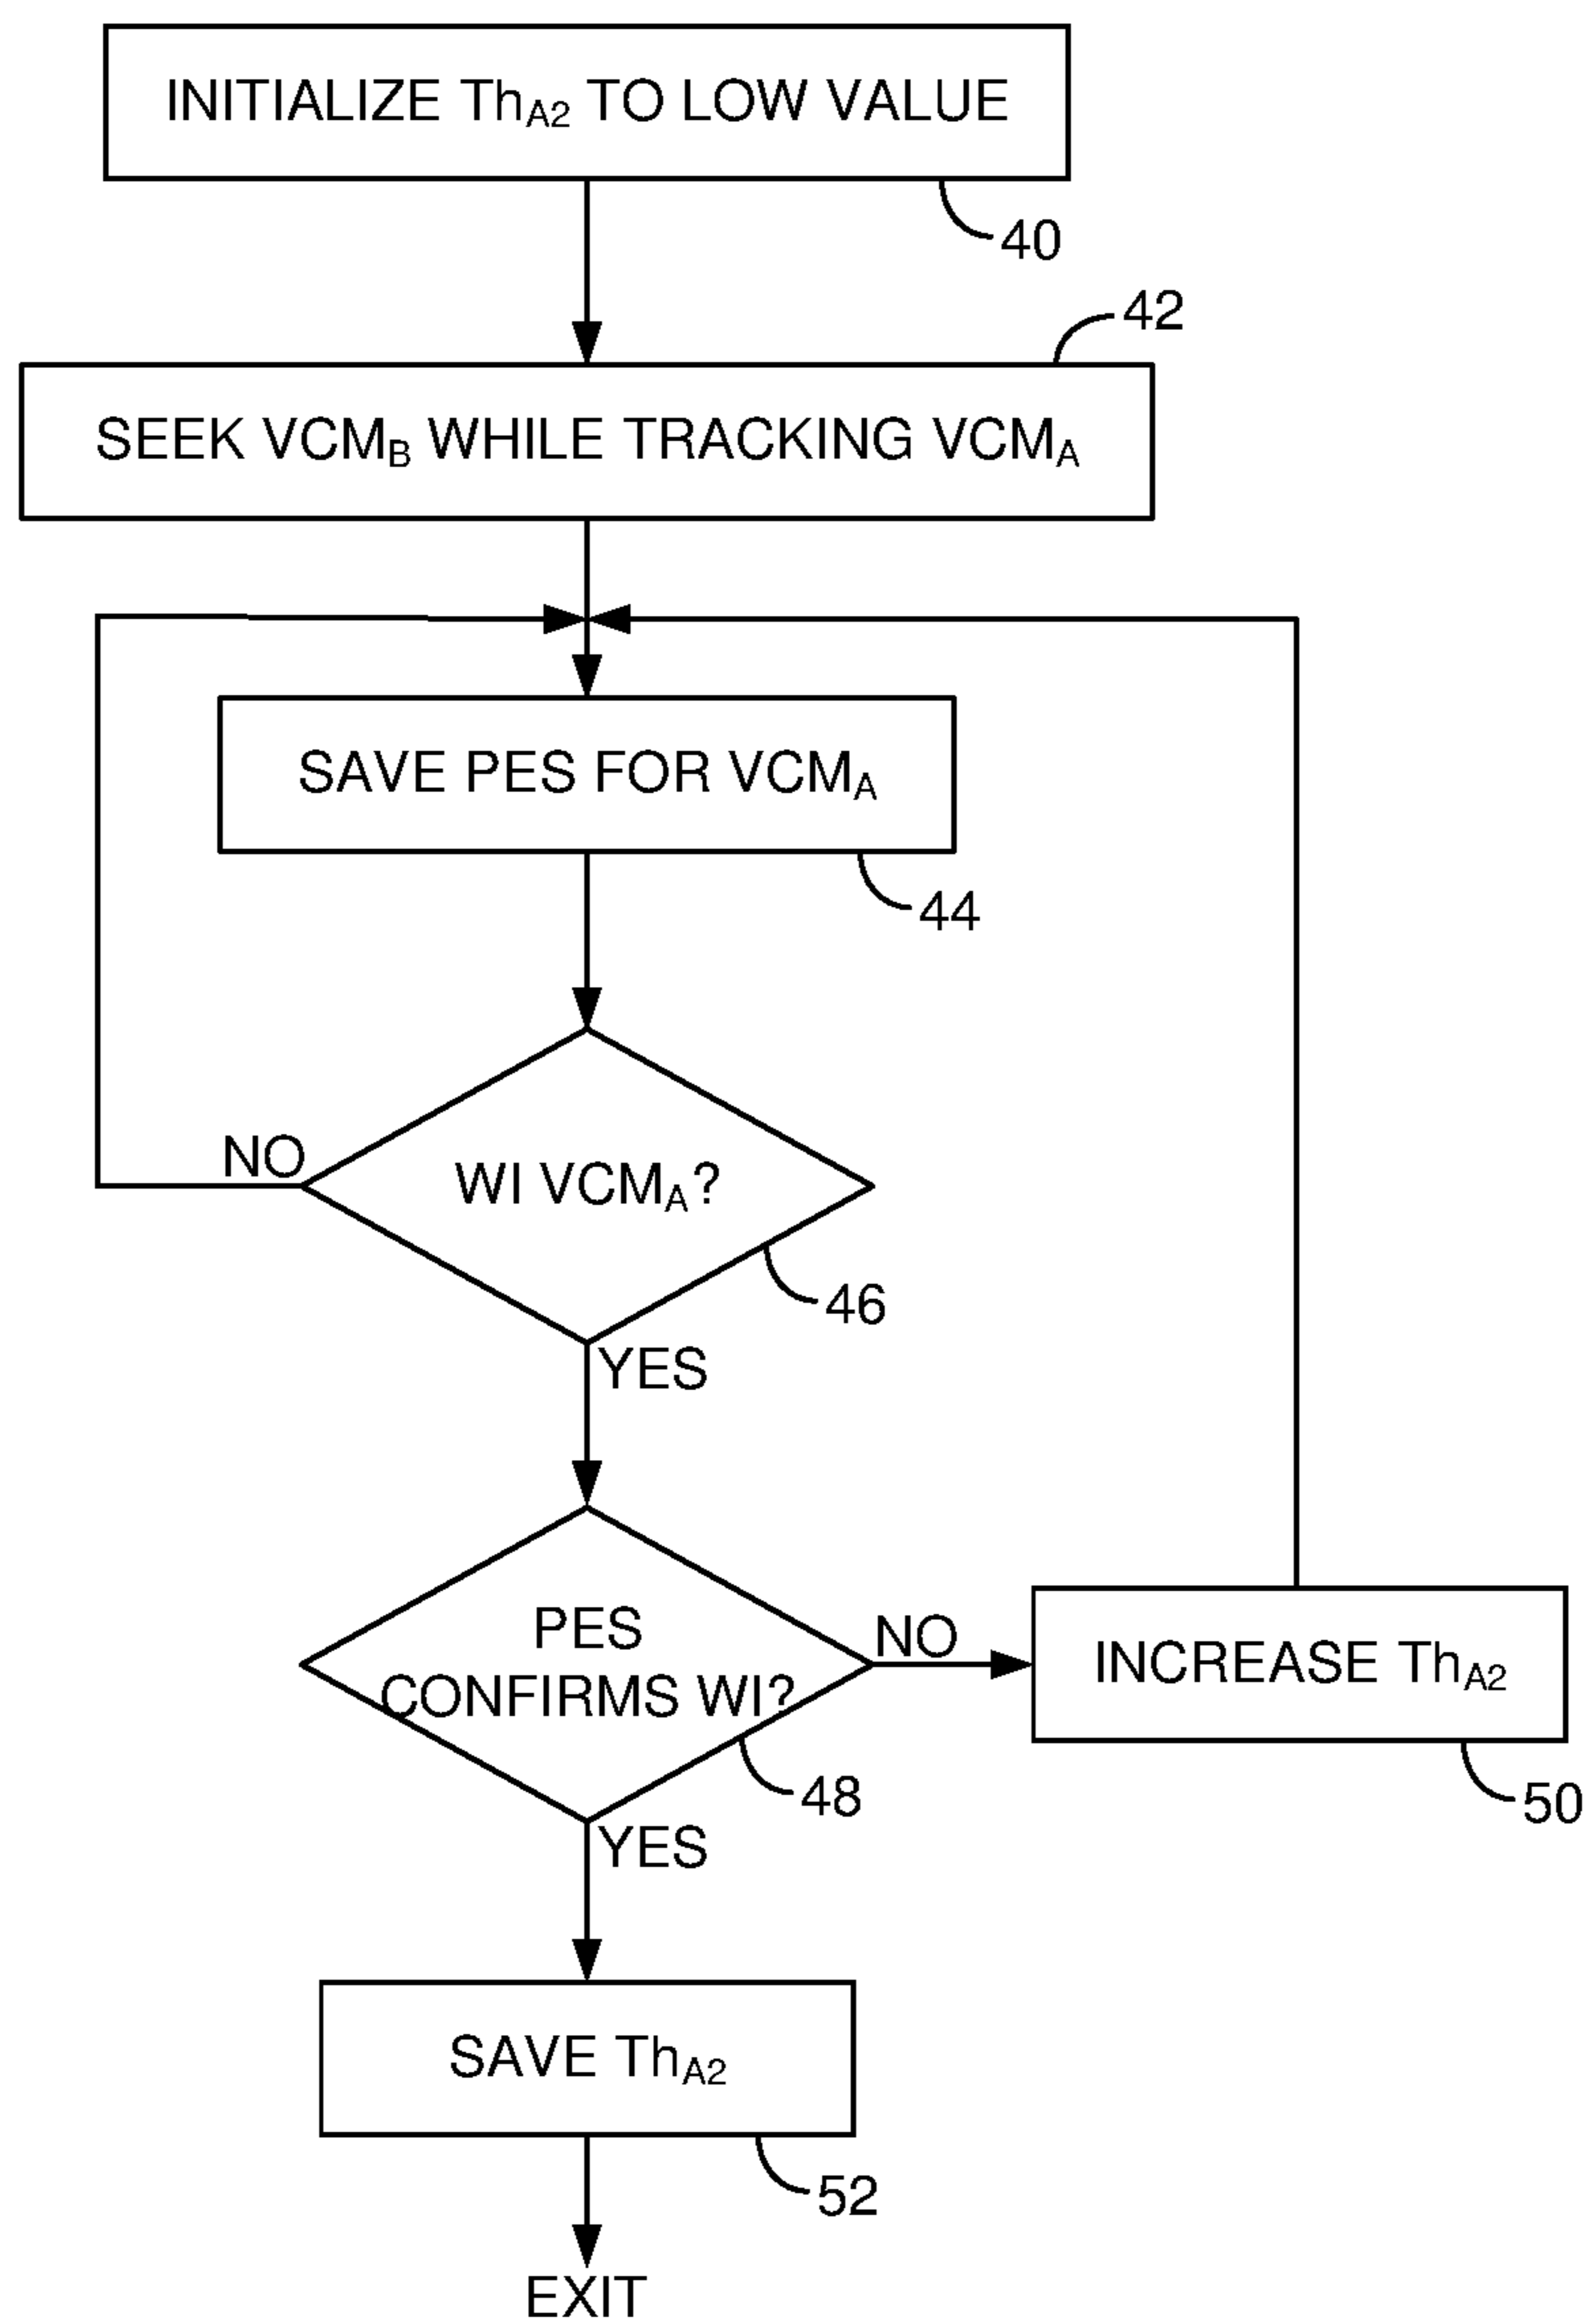 INITIALIZE ThA2 TO LOW VALUE
40
42
SEEK VCMB WHILE TRACKING VCMA
SAVE PES FOR VCMA
44
NO
WI VCMA?
46
YES
PES
CONFIRMS WI?
NO
INCREASE ThA2
48
50
YES
SAVE ThA2
52
EXIT